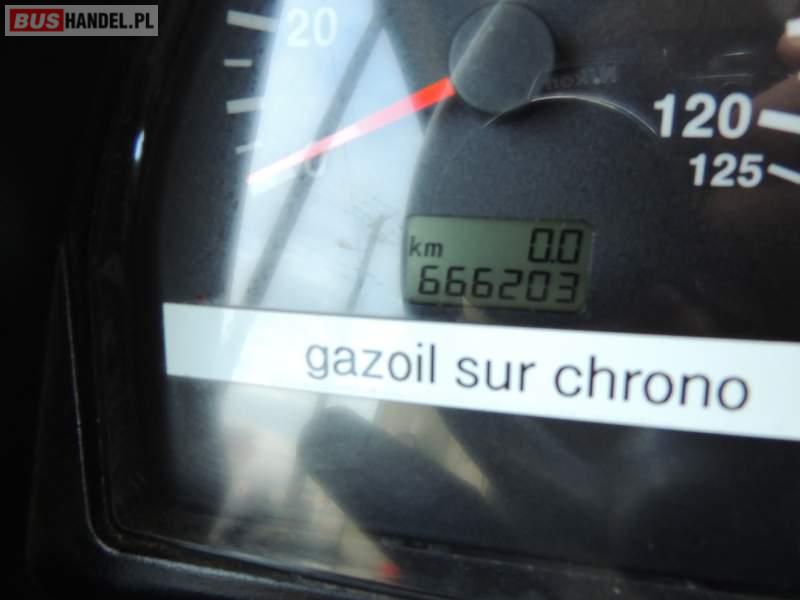 BUSHANDEL.PL
20
120
125
km 0.0
666203
gazoil sur chrono